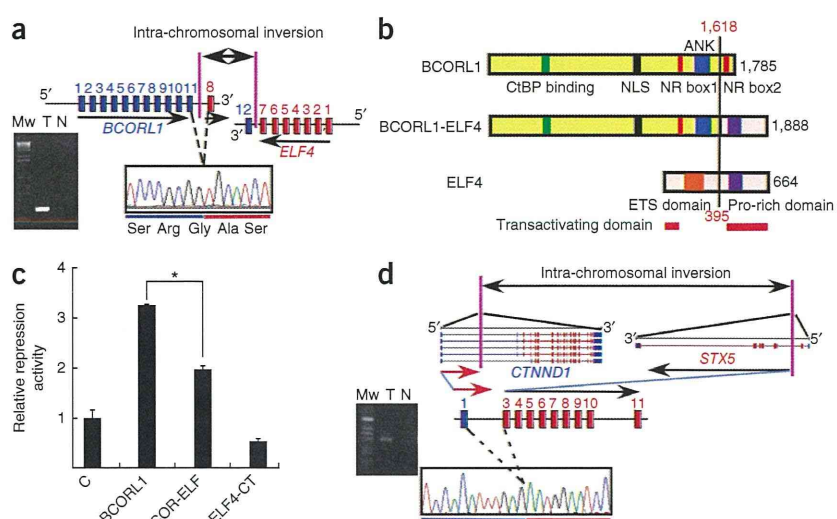 a
Intra-chromosomal inversion
1 2 3 4 5 6 7 8 9 10 11
8
5′
3′
12
7 6 5 4 3 2 1
5′
3′
BCORL1
ELF4
Mw T N
Ser Arg Gly Ala Ser
b
1,618
ANK
BCORL1
1,785
CtBP binding
NLS
NR box1
NR box2
BCORL1-ELF4
1,888
ELF4
664
ETS domain
395
Pro-rich domain
Transactivating domain
c
Relative repression
activity
4
3
2
1
*
C
BCORL1
COR-ELF
ELF4-CT
d
Intra-chromosomal inversion
5′
3′
3′
5′
CTNND1
STX5
Mw T N
1
3 4 5 6 7 8 9 10
11